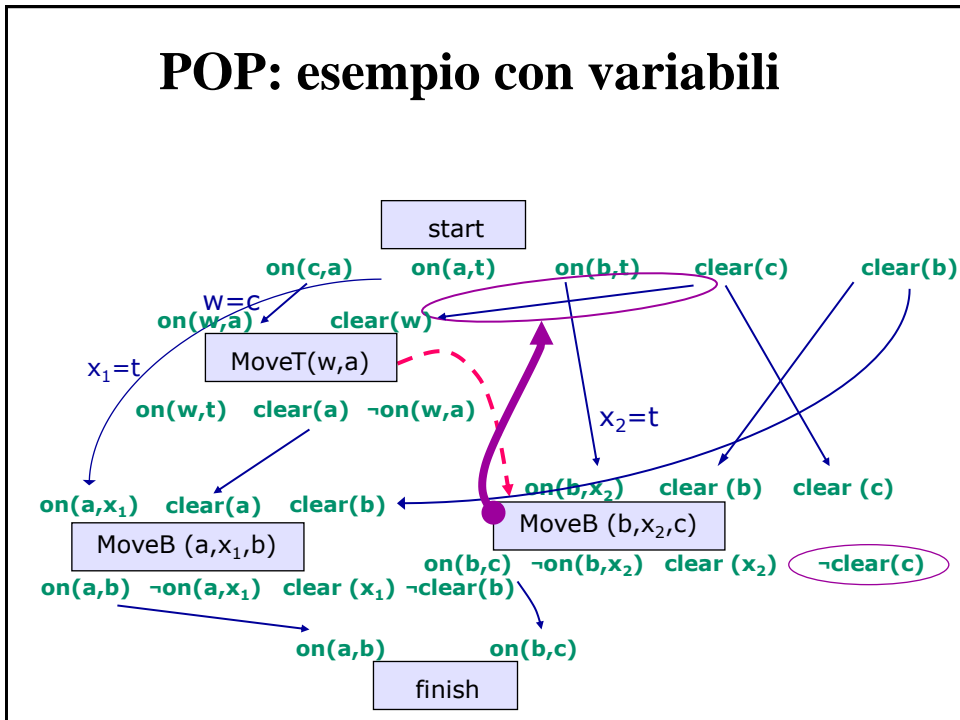 POP: esempio con variabili
start
on(c,a) on(a,t) on(b,t) clear(c) clear(b)
w=c
on(w,a) clear(w)
MoveT(w,a)
x₁=t
on(w,t) clear(a) ¬on(w,a)
x₂=t
on(a,x₁) clear(a) clear(b) on(b,x₂) clear (b) clear (c)
MoveB (a,x₁,b) MoveB (b,x₂,c)
on(a,b) ¬on(a,x₁) clear (x₁) ¬clear(b) on(b,c) ¬on(b,x₂) clear (x₂) ¬clear(c)
on(a,b) on(b,c)
finish